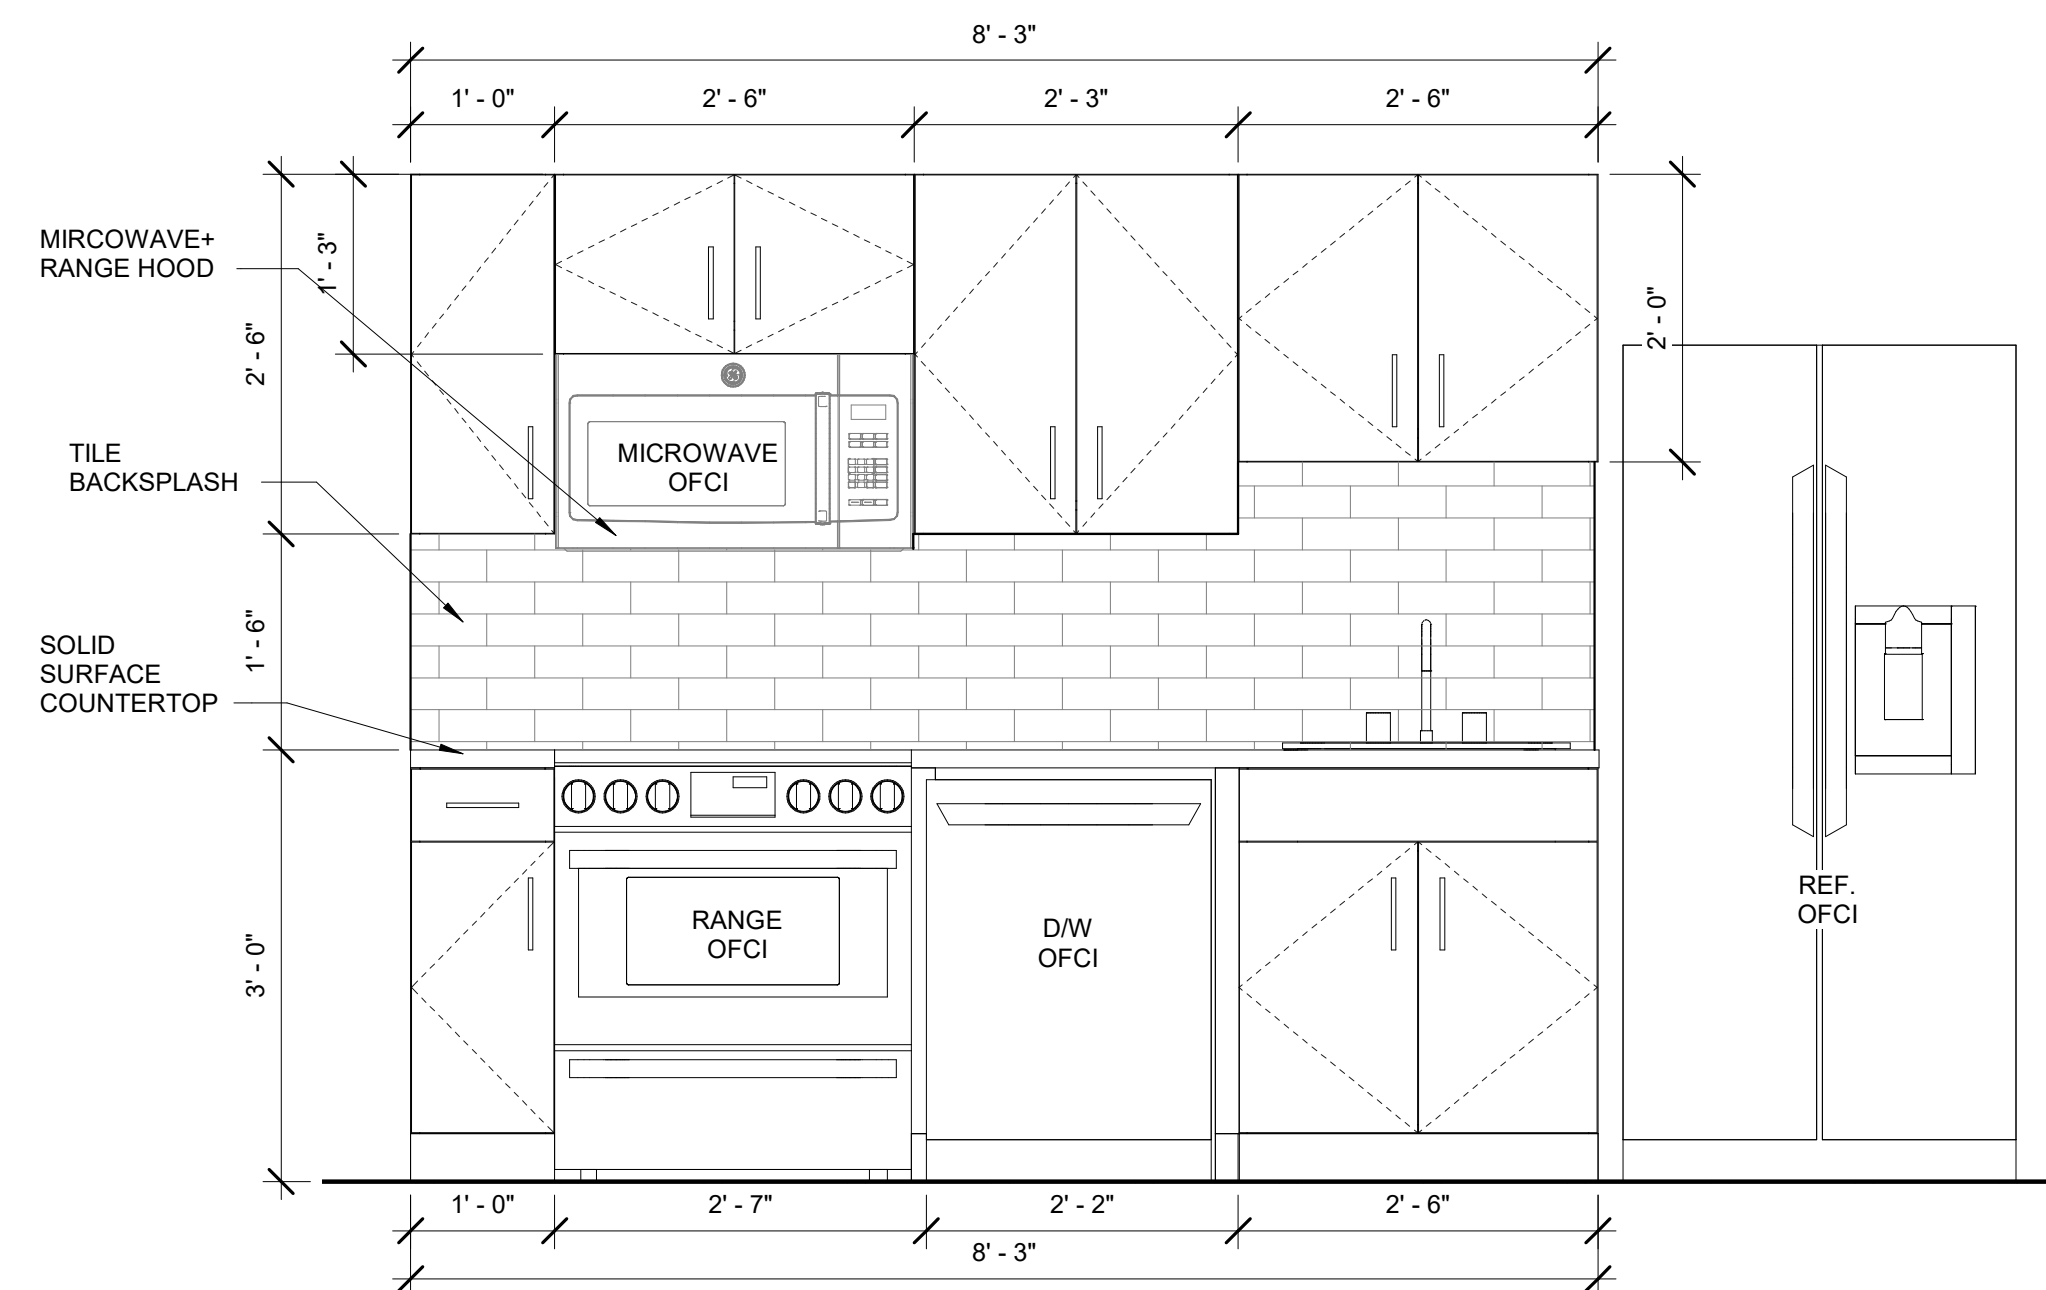 8' - 3"
1' - 0"
2' - 6"
2' - 3"
2' - 6"
MIRCOWAVE+
RANGE HOOD
1' - 3"
2' - 6"
2' - 0"
TILE
BACKSPLASH
MICROWAVE
OFCI
1' - 6"
SOLID
SURFACE
COUNTERTOP
3' - 0"
RANGE
OFCI
D/W
OFCI
REF.
OFCI
1' - 0"
2' - 7"
2' - 2"
2' - 6"
8' - 3"